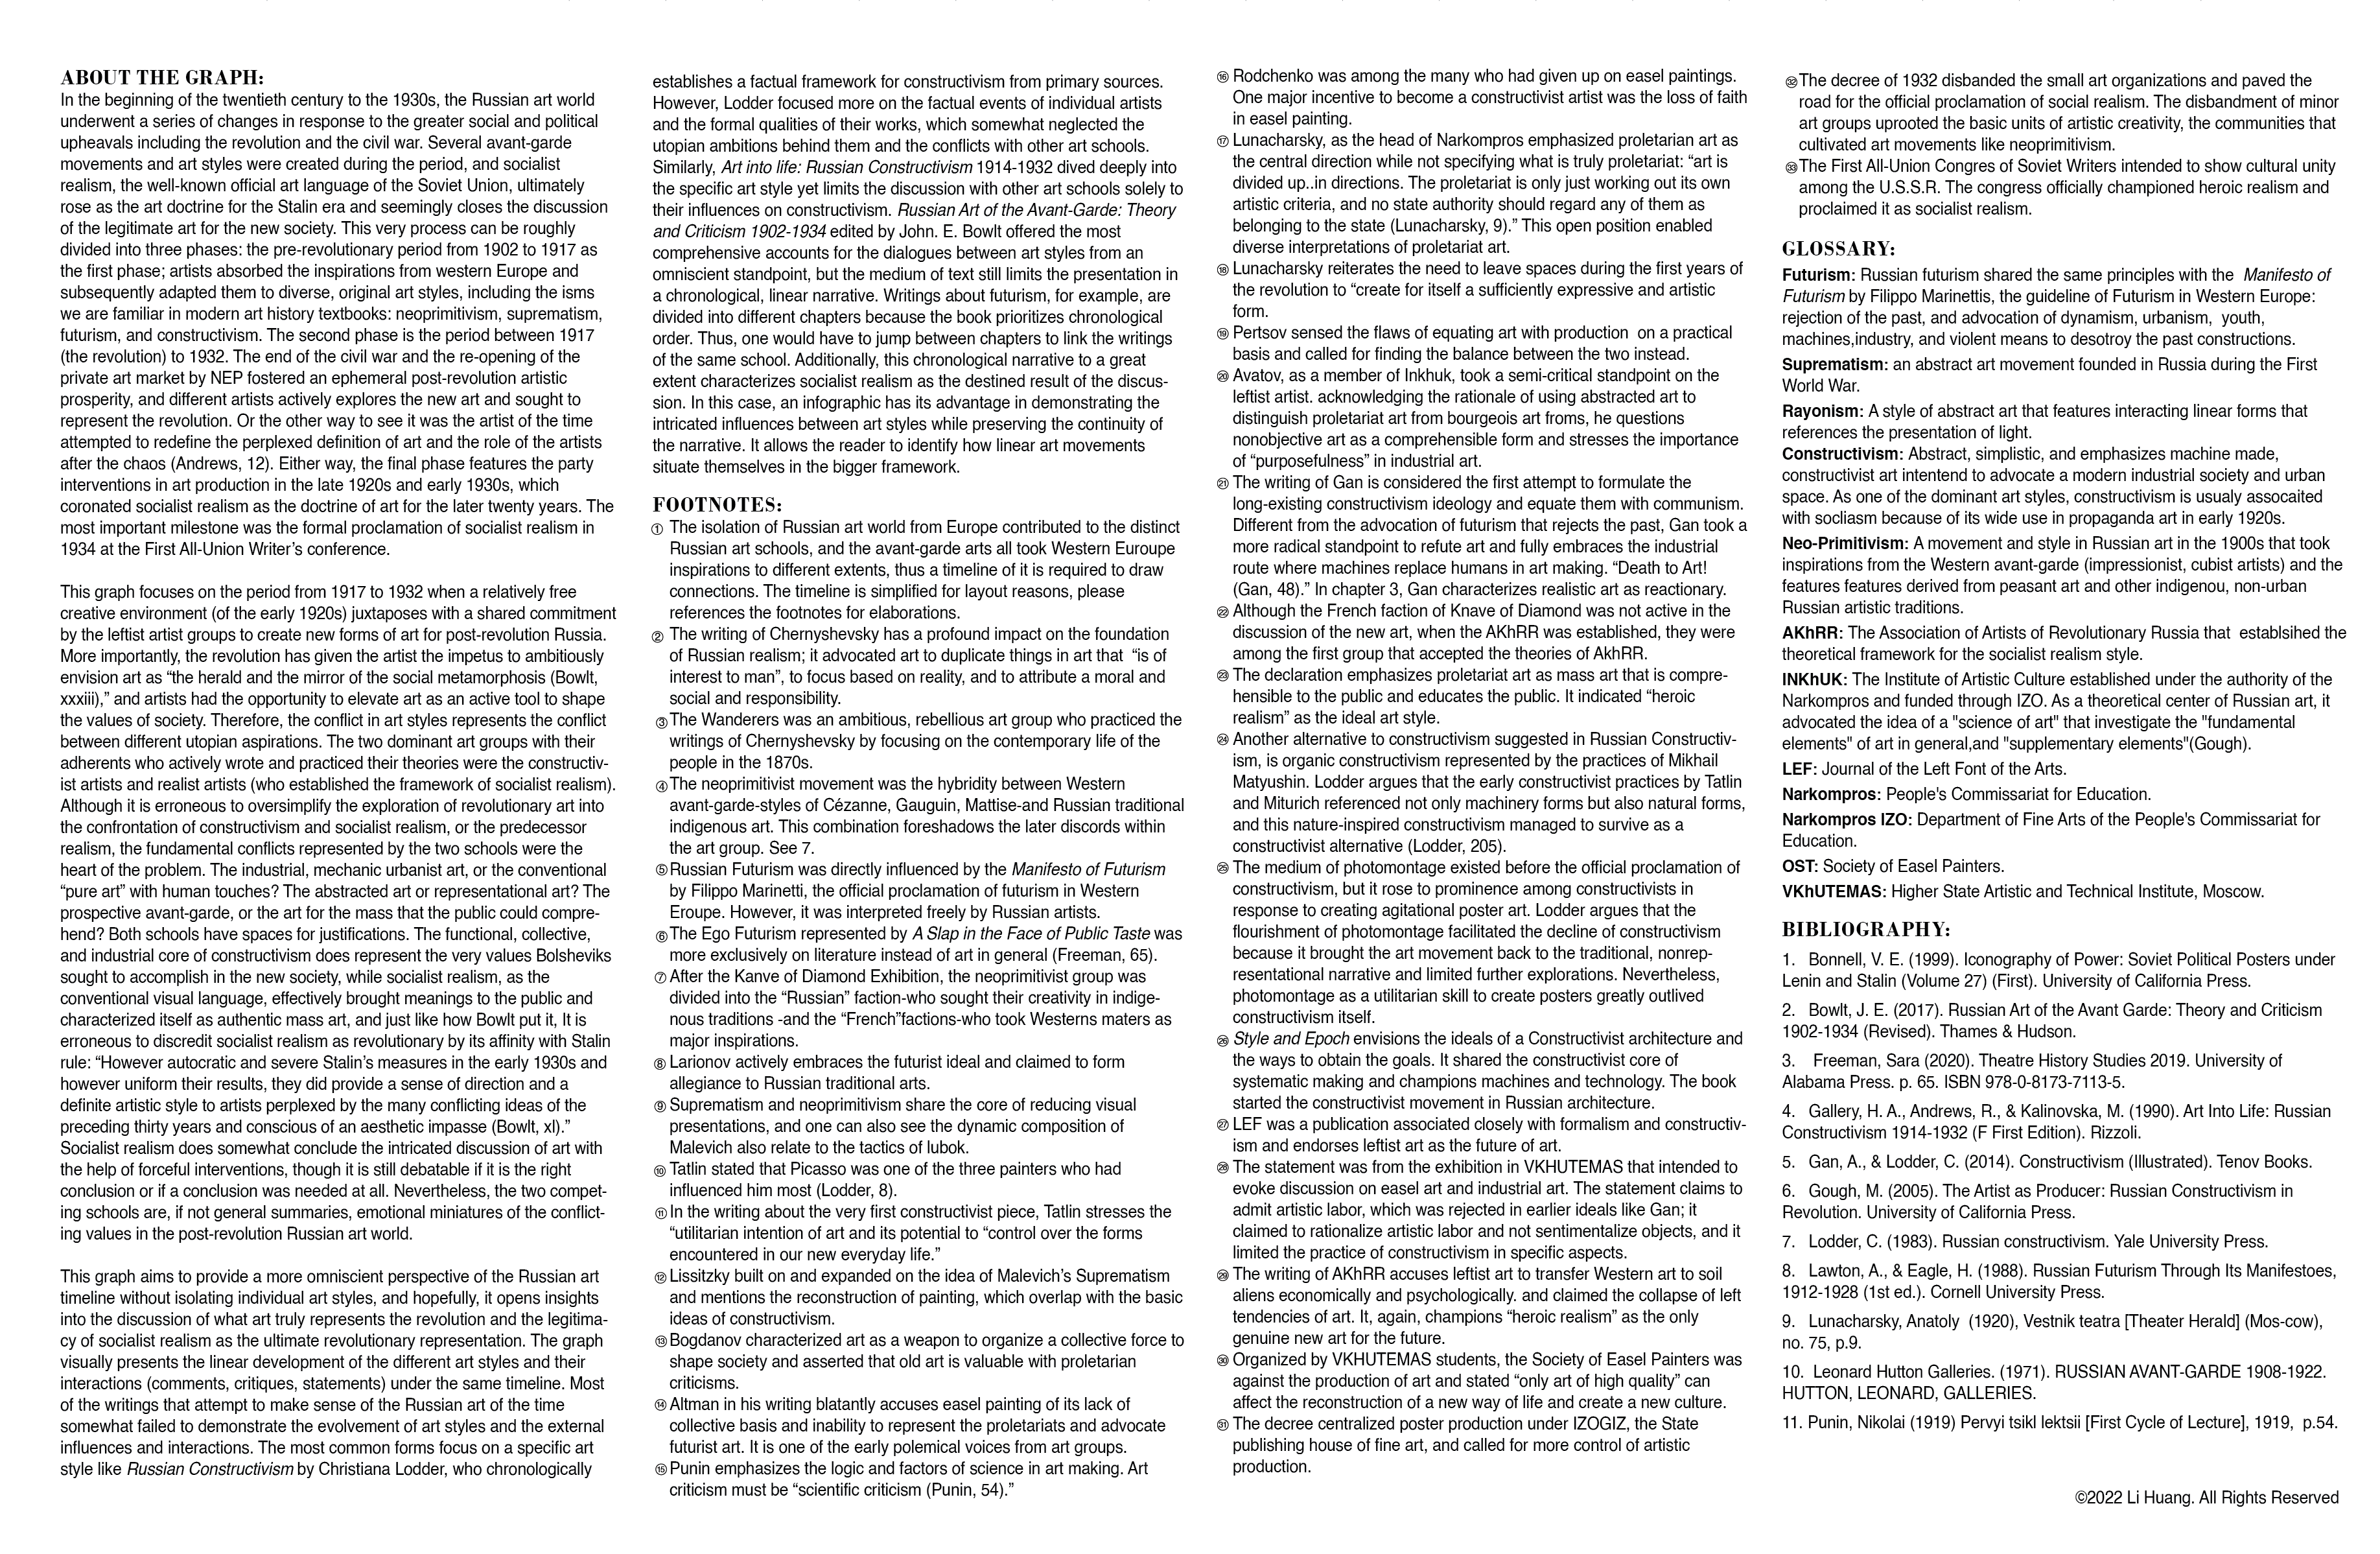 ABOUT THE GRAPH:
In the beginning of the twentieth century to the 1930s, the Russian art world
underwent a series of changes in response to the greater social and political
upheavals including the revolution and the civil war. Several avant-garde
movements and art styles were created during the period, and socialist
realism, the well-known official art language of the Soviet Union, ultimately
rose as the art doctrine for the Stalin era and seemingly closes the discussion
of the legitimate art for the new society. This very process can be roughly
divided into three phases: the pre-revolutionary period from 1902 to 1917 as
the first phase; artists absorbed the inspirations from western Europe and
subsequently adapted them to diverse, original art styles, including the isms
we are familiar in modern art history textbooks: neoprimitivism, suprematism,
futurism, and constructivism. The second phase is the period between 1917
(the revolution) to 1932. The end of the civil war and the re-opening of the
private art market by NEP fostered an ephemeral post-revolution artistic
prosperity, and different artists actively explores the new art and sought to
represent the revolution. Or the other way to see it was the artist of the time
attempted to redefine the perplexed definition of art and the role of the artists
after the chaos (Andrews, 12). Either way, the final phase features the party
interventions in art production in the late 1920s and early 1930s, which
coronated socialist realism as the doctrine of art for the later twenty years. The
most important milestone was the formal proclamation of socialist realism in
1934 at the First All-Union Writer's conference.
This graph focuses on the period from 1917 to 1932 when a relatively free
creative environment (of the early 1920s) juxtaposes with a shared commitment
by the leftist artist groups to create new forms of art for post-revolution Russia.
More importantly, the revolution has given the artist the impetus to ambitiously
envision art as “the herald and the mirror of the social metamorphosis (Bowlt,
xxxiii),” and artists had the opportunity to elevate art as an active tool to shape
the values of society. Therefore, the conflict in art styles represents the conflict
between different utopian aspirations. The two dominant art groups with their
adherents who actively wrote and practiced their theories were the constructiv-
ist artists and realist artists (who established the framework of socialist realism).
Although it is erroneous to oversimplify the exploration of revolutionary art into
the confrontation of constructivism and socialist realism, or the predecessor
realism, the fundamental conflicts represented by the two schools were the
heart of the problem. The industrial, mechanic urbanist art, or the conventional
“pure art” with human touches? The abstracted art or representational art? The
prospective avant-garde, or the art for the mass that the public could compre-
hend? Both schools have spaces for justifications. The functional, collective,
and industrial core of constructivism does represent the very values Bolsheviks
sought to accomplish in the new society, while socialist realism, as the
conventional visual language, effectively brought meanings to the public and
characterized itself as authentic mass art, and just like how Bowlt put it, It is
erroneous to discredit socialist realism as revolutionary by its affinity with Stalin
rule: “However autocratic and severe Stalin's measures in the early 1930s and
however uniform their results, they did provide a sense of direction and a
definite artistic style to artists perplexed by the many conflicting ideas of the
preceding thirty years and conscious of an aesthetic impasse (Bowlt, xl).”
Socialist realism does somewhat conclude the intricated discussion of art with
the help of forceful interventions, though it is still debatable if it is the right
conclusion or if a conclusion was needed at all. Nevertheless, the two compet-
ing schools are, if not general summaries, emotional miniatures of the conflict-
ing values in the post-revolution Russian art world.
This graph aims to provide a more omniscient perspective of the Russian art
timeline without isolating individual art styles, and hopefully, it opens insights
into the discussion of what art truly represents the revolution and the legitima-
cy of socialist realism as the ultimate revolutionary representation. The graph
visually presents the linear development of the different art styles and their
interactions (comments, critiques, statements) under the same timeline. Most
of the writings that attempt to make sense of the Russian art of the time
somewhat failed to demonstrate the evolvement of art styles and the external
influences and interactions. The most common forms focus on a specific art
style like Russian Constructivism by Christiana Lodder, who chronologically
establishes a factual framework for constructivism from primary sources.
However, Lodder focused more on the factual events of individual artists
and the formal qualities of their works, which somewhat neglected the
utopian ambitions behind them and the conflicts with other art schools.
Similarly, Art into life: Russian Constructivism 1914-1932 dived deeply into
the specific art style yet limits the discussion with other art schools solely to
their influences on constructivism. Russian Art of the Avant-Garde: Theory
and Criticism 1902-1934 edited by John. E. Bowlt offered the most
comprehensive accounts for the dialogues between art styles from an
omniscient standpoint, but the medium of text still limits the presentation in
a chronological, linear narrative. Writings about futurism, for example, are
divided into different chapters because the book prioritizes chronological
order. Thus, one would have to jump between chapters to link the writings
of the same school. Additionally, this chronological narrative to a great
extent characterizes socialist realism as the destined result of the discus-
sion. In this case, an infographic has its advantage in demonstrating the
intricated influences between art styles while preserving the continuity of
the narrative. It allows the reader to identify how linear art movements
situate themselves in the bigger framework.
FOOTNOTES:
① The isolation of Russian art world from Europe contributed to the distinct
Russian art schools, and the avant-garde arts all took Western Euroupe
inspirations to different extents, thus a timeline of it is required to draw
connections. The timeline is simplified for layout reasons, please
references the footnotes for elaborations.
② The writing of Chernyshevsky has a profound impact on the foundation
of Russian realism; it advocated art to duplicate things in art that “is of
interest to man”, to focus based on reality, and to attribute a moral and
social and responsibility.
③ The Wanderers was an ambitious, rebellious art group who practiced the
writings of Chernyshevsky by focusing on the contemporary life of the
people in the 1870s.
④ The neoprimitivist movement was the hybridity between Western
avant-garde-styles of Cézanne, Gauguin, Mattise-and Russian traditional
indigenous art. This combination foreshadows the later discords within
the art group. See 7.
⑤ Russian Futurism was directly influenced by the Manifesto of Futurism
by Filippo Marinetti, the official proclamation of futurism in Western
Eroupe. However, it was interpreted freely by Russian artists.
⑥ The Ego Futurism represented by A Slap in the Face of Public Taste was
more exclusively on literature instead of art in general (Freeman, 65).
⑦ After the Kanve of Diamond Exhibition, the neoprimitivist group was
divided into the “Russian” faction-who sought their creativity in indige-
nous traditions -and the “French”factions-who took Westerns maters as
major inspirations.
⑧ Larionov actively embraces the futurist ideal and claimed to form
allegiance to Russian traditional arts.
⑨ Suprematism and neoprimitivism share the core of reducing visual
presentations, and one can also see the dynamic composition of
Malevich also relate to the tactics of lubok.
⑩ Tatlin stated that Picasso was one of the three painters who had
influenced him most (Lodder, 8).
⑪ In the writing about the very first constructivist piece, Tatlin stresses the
“utilitarian intention of art and its potential to “control over the forms
encountered in our new everyday life.”
⑫ Lissitzky built on and expanded on the idea of Malevich's Suprematism
and mentions the reconstruction of painting, which overlap with the basic
ideas of constructivism.
⑬ Bogdanov characterized art as a weapon to organize a collective force to
shape society and asserted that old art is valuable with proletarian
criticisms.
⑭ Altman in his writing blatantly accuses easel painting of its lack of
collective basis and inability to represent the proletariats and advocate
futurist art. It is one of the early polemical voices from art groups.
⑮ Punin emphasizes the logic and factors of science in art making. Art
criticism must be “scientific criticism (Punin, 54).”
⑯ Rodchenko was among the many who had given up on easel paintings.
One major incentive to become a constructivist artist was the loss of faith
in easel painting.
⑰ Lunacharsky, as the head of Narkompros emphasized proletarian art as
the central direction while not specifying what is truly proletariat: “art is
divided up..in directions. The proletariat is only just working out its own
artistic criteria, and no state authority should regard any of them as
belonging to the state (Lunacharsky, 9).” This open position enabled
diverse interpretations of proletariat art.
⑱ Lunacharsky reiterates the need to leave spaces during the first years of
the revolution to “create for itself a sufficiently expressive and artistic
form.
⑲ Pertsov sensed the flaws of equating art with production on a practical
basis and called for finding the balance between the two instead.
⑳ Avatov, as a member of Inkhuk, took a semi-critical standpoint on the
leftist artist. acknowledging the rationale of using abstracted art to
distinguish proletariat art from bourgeois art froms, he questions
nonobjective art as a comprehensible form and stresses the importance
of “purposefulness” in industrial art.
㉑ The writing of Gan is considered the first attempt to formulate the
long-existing constructivism ideology and equate them with communism.
Different from the advocation of futurism that rejects the past, Gan took a
more radical standpoint to refute art and fully embraces the industrial
route where machines replace humans in art making. “Death to Art!
(Gan, 48).” In chapter 3, Gan characterizes realistic art as reactionary.
㉒ Although the French faction of Knave of Diamond was not active in the
discussion of the new art, when the AKhRR was established, they were
among the first group that accepted the theories of AkhRR.
㉓ The declaration emphasizes proletariat art as mass art that is compre-
hensible to the public and educates the public. It indicated “heroic
realism” as the ideal art style.
㉔ Another alternative to constructivism suggested in Russian Constructiv-
ism, is organic constructivism represented by the practices of Mikhail
Matyushin. Lodder argues that the early constructivist practices by Tatlin
and Miturich referenced not only machinery forms but also natural forms,
and this nature-inspired constructivism managed to survive as a
constructivist alternative (Lodder, 205).
㉕ The medium of photomontage existed before the official proclamation of
constructivism, but it rose to prominence among constructivists in
response to creating agitational poster art. Lodder argues that the
flourishment of photomontage facilitated the decline of constructivism
because it brought the art movement back to the traditional, nonrep-
resentational narrative and limited further explorations. Nevertheless,
photomontage as a utilitarian skill to create posters greatly outlived
constructivism itself.
㉖ Style and Epoch envisions the ideals of a Constructivist architecture and
the ways to obtain the goals. It shared the constructivist core of
systematic making and champions machines and technology. The book
started the constructivist movement in Russian architecture.
㉗ LEF was a publication associated closely with formalism and constructiv-
ism and endorses leftist art as the future of art.
㉘ The statement was from the exhibition in VKHUTEMAS that intended to
evoke discussion on easel art and industrial art. The statement claims to
admit artistic labor, which was rejected in earlier ideals like Gan; it
claimed to rationalize artistic labor and not sentimentalize objects, and it
limited the practice of constructivism in specific aspects.
㉙ The writing of AKhRR accuses leftist art to transfer Western art to soil
aliens economically and psychologically. and claimed the collapse of left
tendencies of art. It, again, champions “heroic realism” as the only
genuine new art for the future.
㉚ Organized by VKHUTEMAS students, the Society of Easel Painters was
against the production of art and stated “only art of high quality” can
affect the reconstruction of a new way of life and create a new culture.
㉛ The decree centralized poster production under IZOGIZ, the State
publishing house of fine art, and called for more control of artistic
production.
㉜ The decree of 1932 disbanded the small art organizations and paved the
road for the official proclamation of social realism. The disbandment of minor
art groups uprooted the basic units of artistic creativity, the communities that
cultivated art movements like neoprimitivism.
㉝ The First All-Union Congres of Soviet Writers intended to show cultural unity
among the U.S.S.R. The congress officially championed heroic realism and
proclaimed it as socialist realism.
GLOSSARY:
Futurism: Russian futurism shared the same principles with the Manifesto of
Futurism by Filippo Marinettis, the guideline of Futurism in Western Europe:
rejection of the past, and advocation of dynamism, urbanism, youth,
machines,industry, and violent means to desotroy the past constructions.
Suprematism: an abstract art movement founded in Russia during the First
World War.
Rayonism: A style of abstract art that features interacting linear forms that
references the presentation of light.
Constructivism: Abstract, simplistic, and emphasizes machine made,
constructivist art intentend to advocate a modern industrial society and urban
space. As one of the dominant art styles, constructivism is usualy assocaited
with socliasm because of its wide use in propaganda art in early 1920s.
Neo-Primitivism: A movement and style in Russian art in the 1900s that took
inspirations from the Western avant-garde (impressionist, cubist artists) and the
features features derived from peasant art and other indigenou, non-urban
Russian artistic traditions.
AKhRR: The Association of Artists of Revolutionary Russia that establsihed the
theoretical framework for the socialist realism style.
INKhUK: The Institute of Artistic Culture established under the authority of the
Narkompros and funded through IZO. As a theoretical center of Russian art, it
advocated the idea of a "science of art" that investigate the "fundamental
elements" of art in general,and "supplementary elements"(Gough).
LEF: Journal of the Left Font of the Arts.
Narkompros: People's Commissariat for Education.
Narkompros IZO: Department of Fine Arts of the People's Commissariat for
Education.
OST: Society of Easel Painters.
VKhUTEMAS: Higher State Artistic and Technical Institute, Moscow.
BIBLIOGRAPHY:
1. Bonnell, V. E. (1999). Iconography of Power: Soviet Political Posters under
Lenin and Stalin (Volume 27) (First). University of California Press.
2. Bowlt, J. E. (2017). Russian Art of the Avant Garde: Theory and Criticism
1902-1934 (Revised). Thames & Hudson.
3. Freeman, Sara (2020). Theatre History Studies 2019. University of
Alabama Press. p. 65. ISBN 978-0-8173-7113-5.
4. Gallery, H. A., Andrews, R., & Kalinovska, M. (1990). Art Into Life: Russian
Constructivism 1914-1932 (F First Edition). Rizzoli.
5. Gan, A., & Lodder, C. (2014). Constructivism (Illustrated). Tenov Books.
6. Gough, M. (2005). The Artist as Producer: Russian Constructivism in
Revolution. University of California Press.
7. Lodder, C. (1983). Russian constructivism. Yale University Press.
8. Lawton, A., & Eagle, H. (1988). Russian Futurism Through Its Manifestoes,
1912-1928 (1st ed.). Cornell University Press.
9. Lunacharsky, Anatoly (1920), Vestnik teatra [Theater Herald] (Mos-cow),
no. 75, p.9.
10. Leonard Hutton Galleries. (1971). RUSSIAN AVANT-GARDE 1908-1922.
HUTTON, LEONARD, GALLERIES.
11. Punin, Nikolai (1919) Pervyi tsikl lektsii [First Cycle of Lecture], 1919, p.54.
©2022 Li Huang. All Rights Reserved